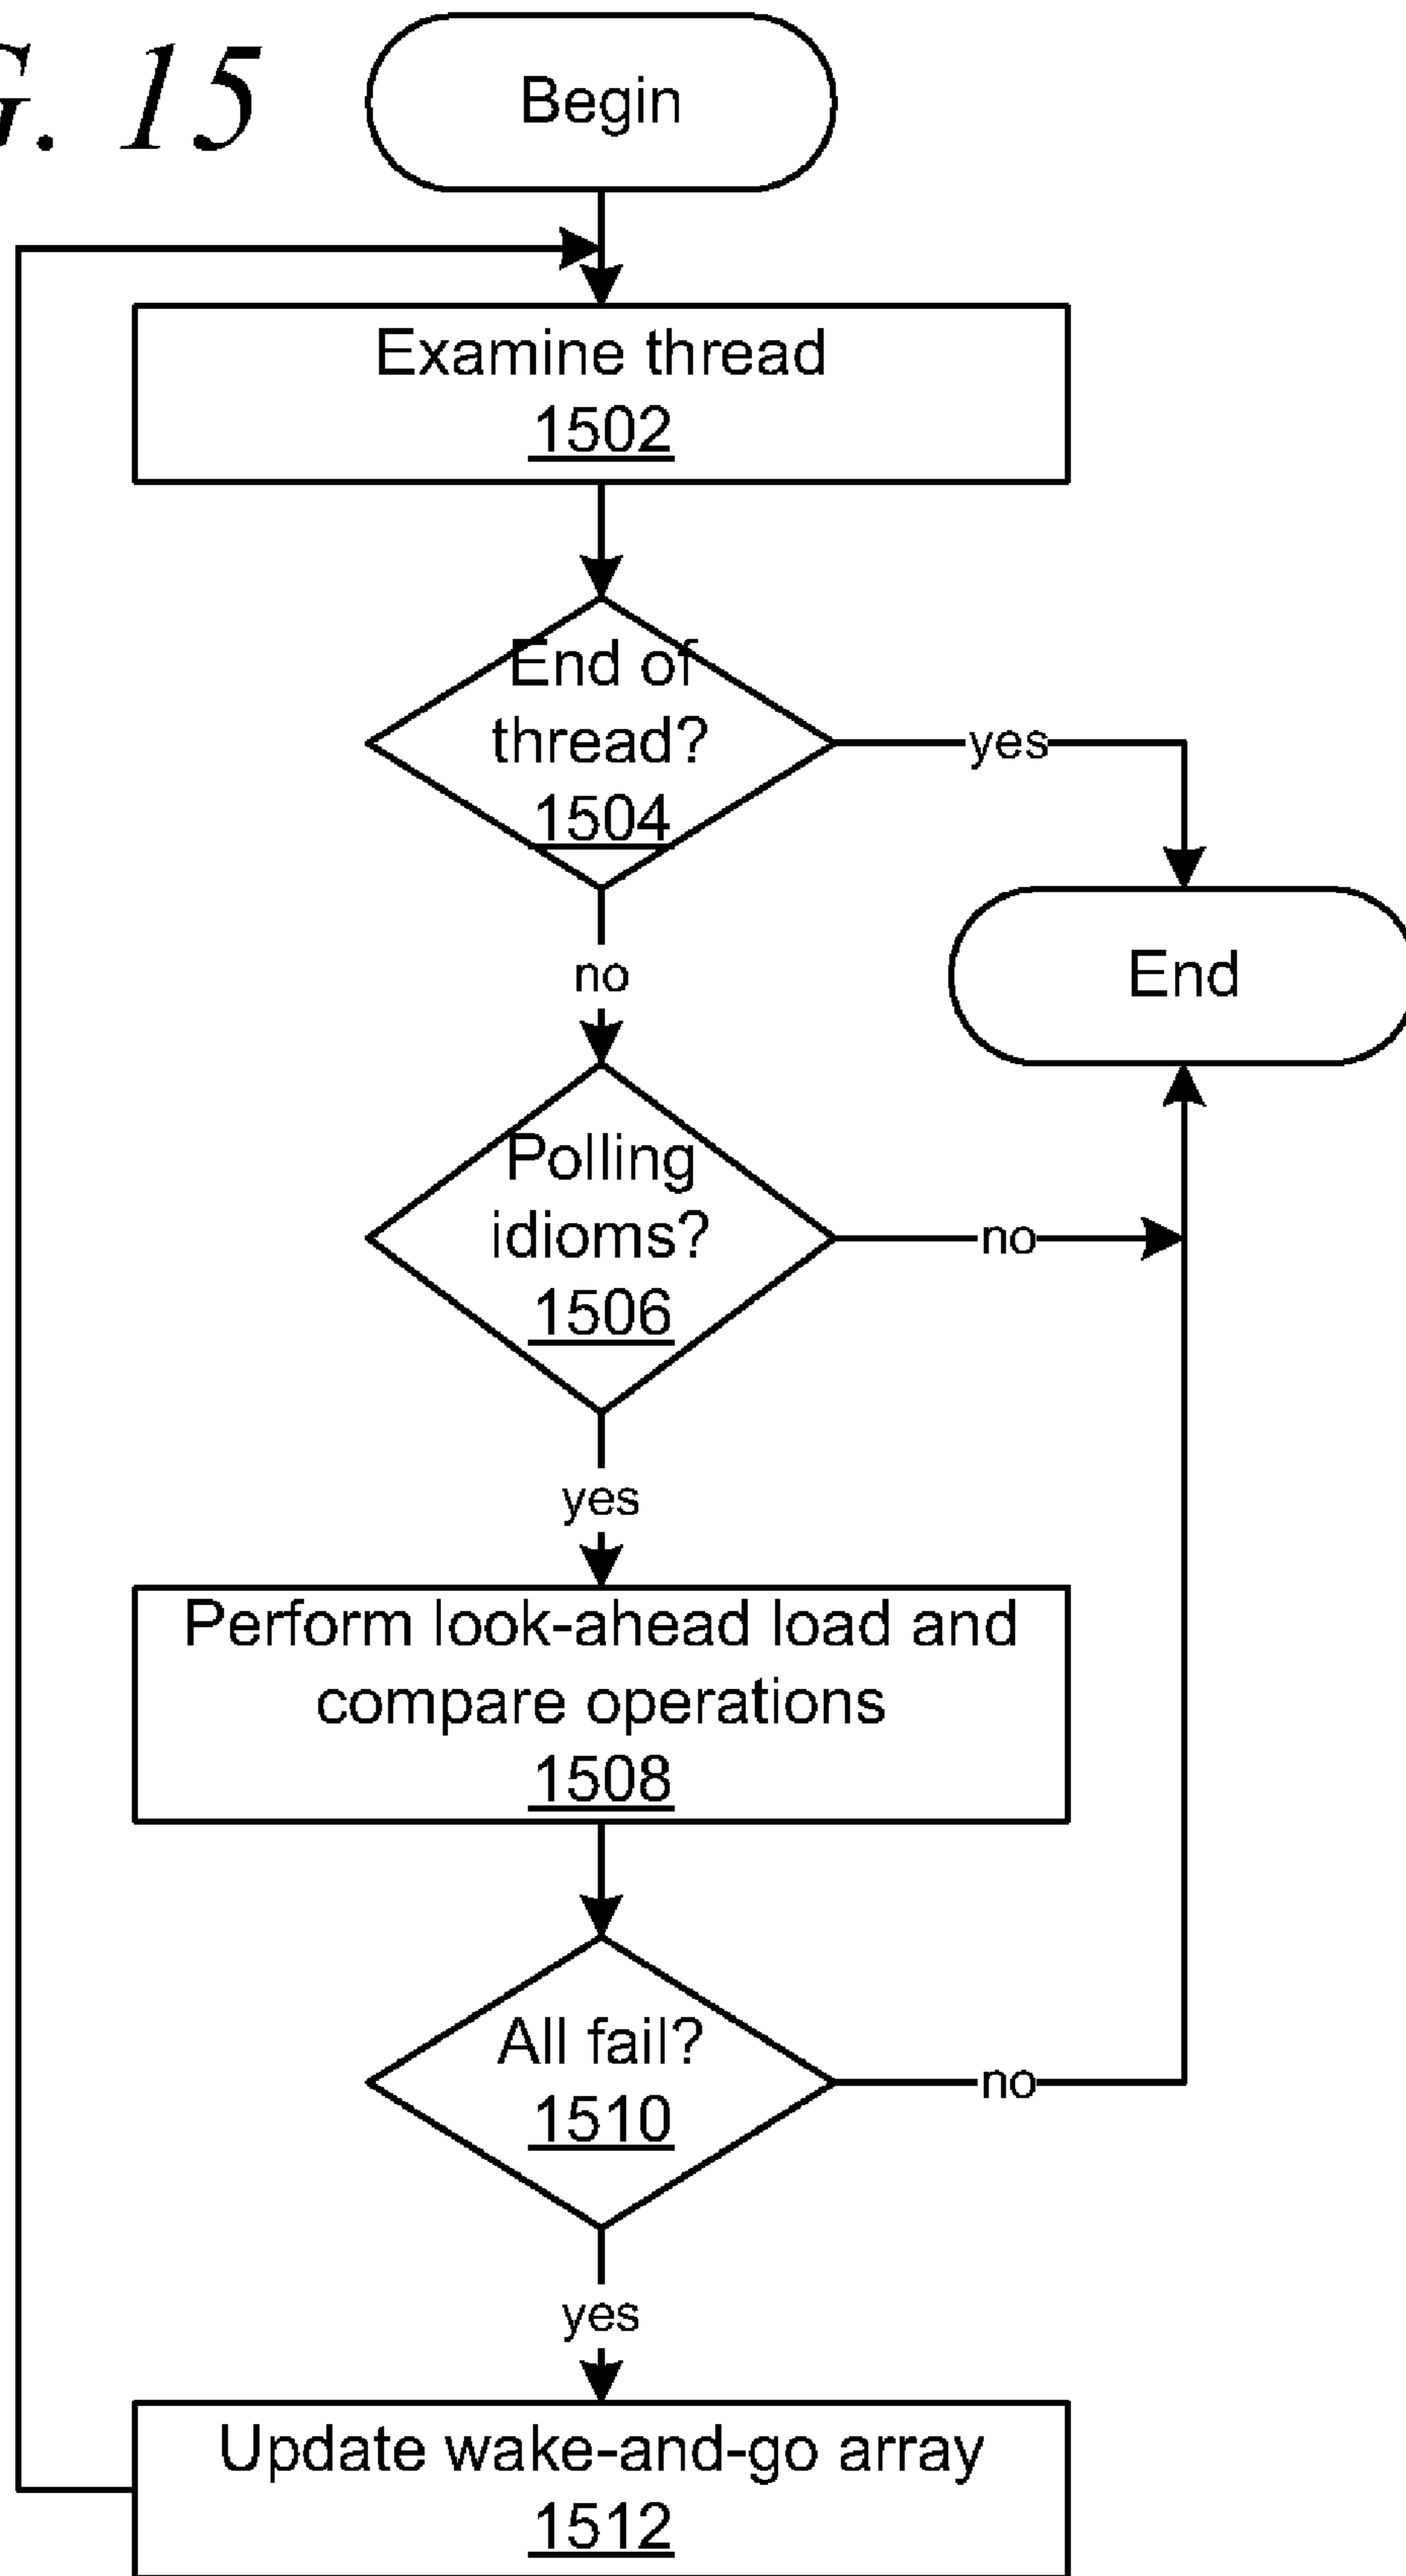 G. 15
Begin
Examine thread
1502
End of
thread?
1504
yes
no
End
Polling
idioms?
1506
no
yes
Perform look-ahead load and
compare operations
1508
All fail?
1510
no
yes
Update wake-and-go array
1512